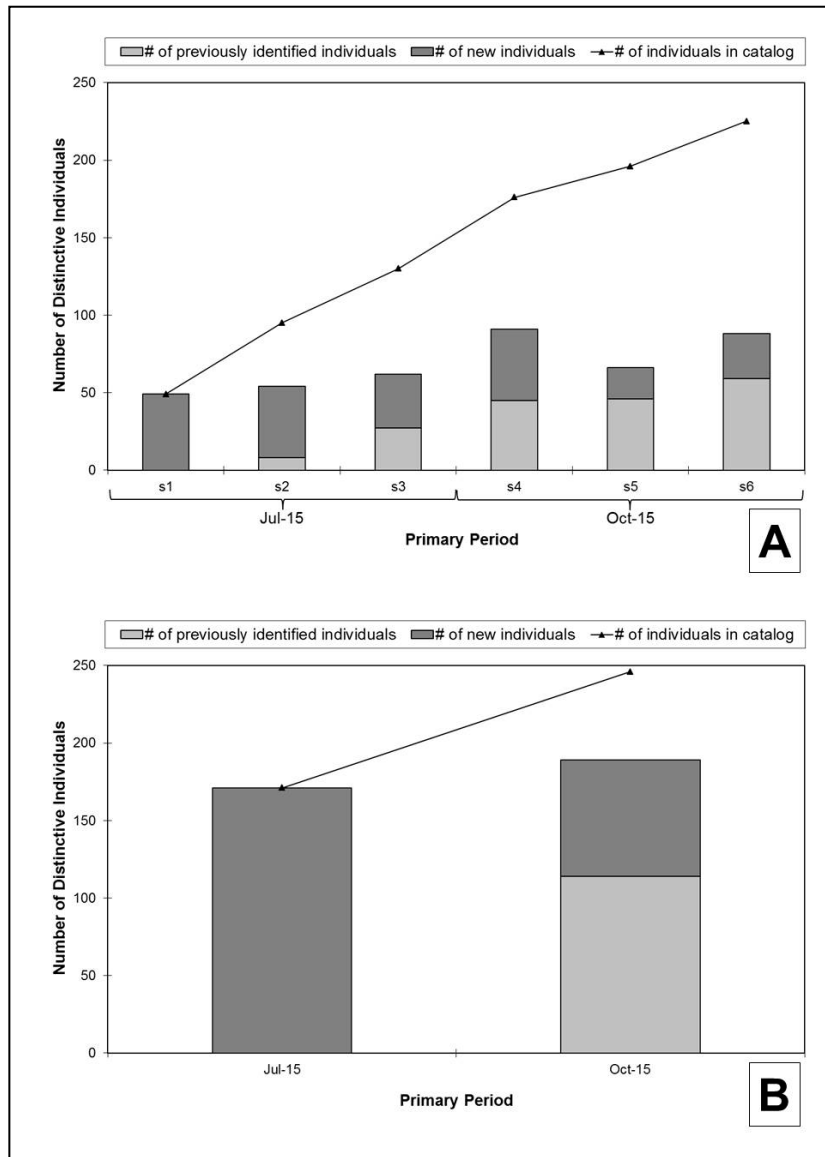 # of previously identified individuals # of new individuals # of individuals in catalog
Number of Distinctive Individuals
250
200
150
100
50
0
s1 s2 s3 s4 s5 s6
Jul-15 Oct-15
Primary Period
A
# of previously identified individuals # of new individuals # of individuals in catalog
Number of Distinctive Individuals
250
200
150
100
50
0
Jul-15 Oct-15
Primary Period
B